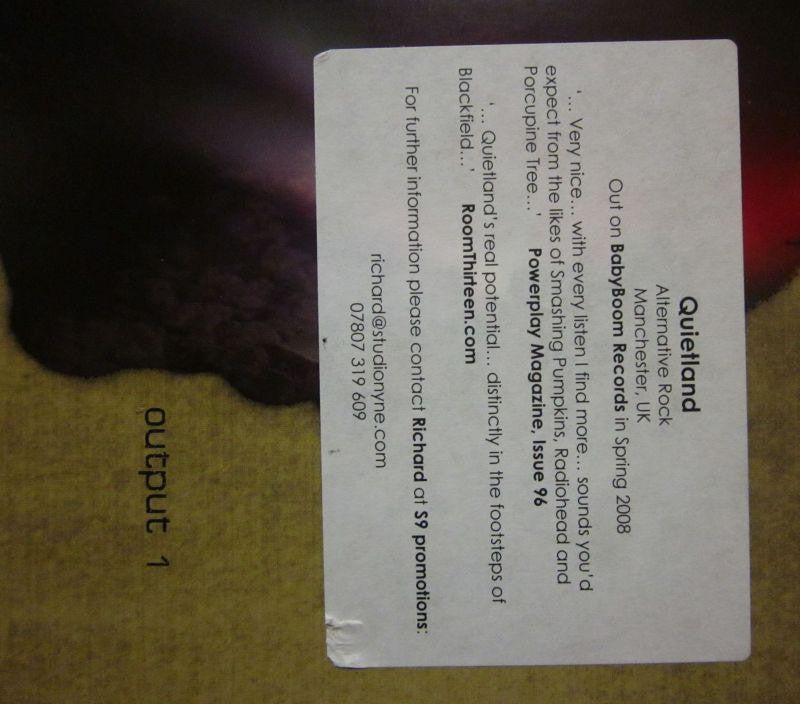 Quietland
Alternative Rock
Manchester, UK
Out on BabyBoom Records in Spring 2008
'... Very nice... with every listen I find more... sounds you'd
expect from the likes of Smashing Pumpkins, Radiohead and
Porcupine Tree...' Powerplay Magazine, Issue 96
'... Quietland's real potential... distinctly in the footsteps of
Blackfield...' RoomThirteen.com
For further information please contact Richard at S9 promotions:
richard@studionyne.com
07807 319 609
output 1